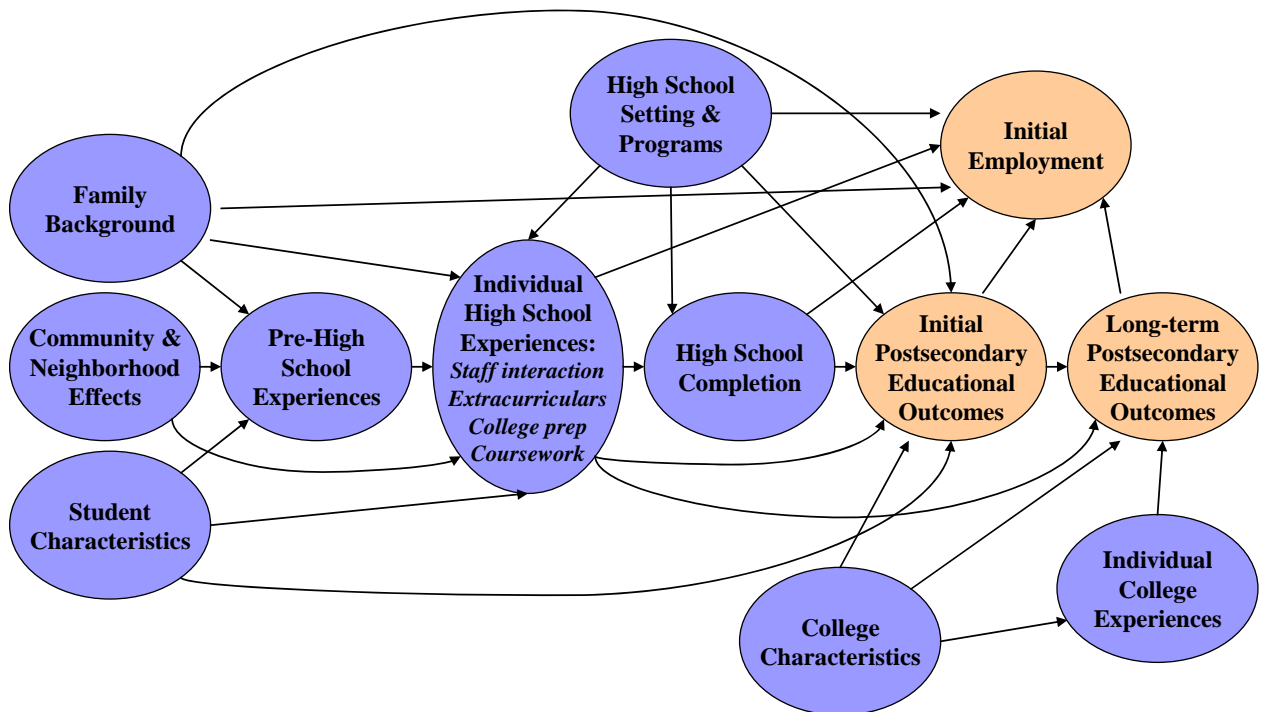 High School
Setting &
Programs
Initial
Employment
Family
Background
Community &
Neighborhood
Effects
Pre-High
School
Experiences
Individual
High School
Experiences:
Staff interaction
Extracurriculars
College prep
Coursework
High School
Completion
Initial
Postsecondary
Educational
Outcomes
Long-term
Postsecondary
Educational
Outcomes
Student
Characteristics
College
Characteristics
Individual
College
Experiences